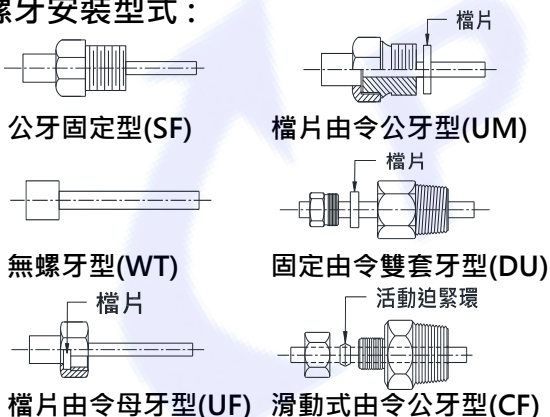 螺牙安裝型式：
檔片
公牙固定型(SF)
檔片由令公牙型(UM)
檔片
無螺牙型(WT)
固定由令雙套牙型(DU)
檔片
活動迫緊環
檔片由令母牙型(UF)
滑動式由令公牙型(CF)